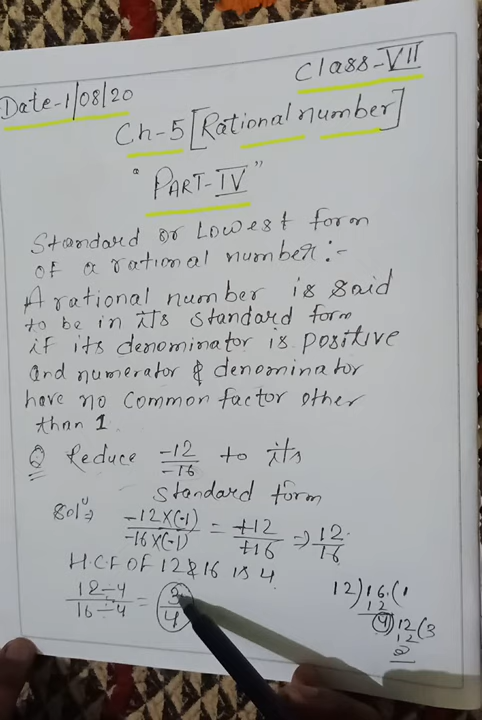 Class-VII
Date-1/08/20
Ch-5 [Rational number]
"PART-IV"
Standard or Lowest form
of a rational number:-
A rational number is said
to be in its standard form
if its denominator is positive
and numerator & denominator
have no common factor other
than 1.
Q Reduce -12/-16 to its
standard form
Solⁿ⇒ -12×(-1)/-16×(-1) = +12/+16 ⇒ 12/16
H.C.F OF 12 & 16 is 4
12÷4/16÷4 = 3/4
12)16(1
12
4)12(3
12
0